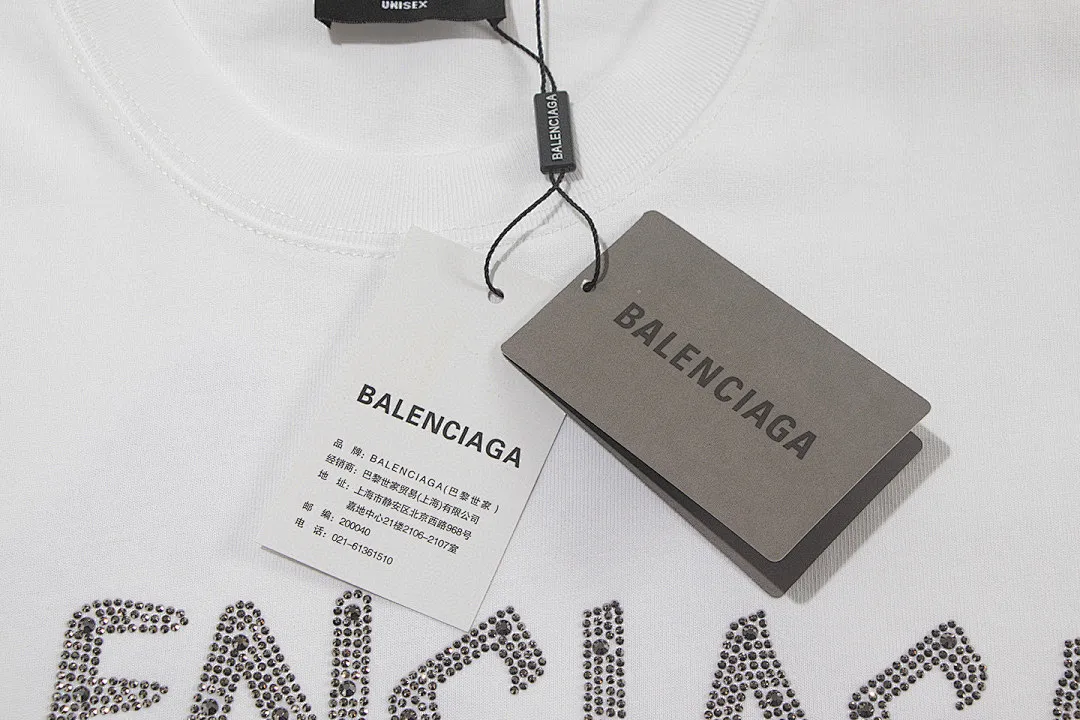 UNISEX
BALENCIAGA
BALENCIAGA
BALENCIAGA
品 牌: BALENCIAGA(巴黎世家)
经销商: 巴黎世家贸易(上海)有限公司
地 址: 上海市静安区北京西路968号
嘉地中心21楼2106-2107室
邮 编: 200040
电 话: 021-61361510
ENCIAGA